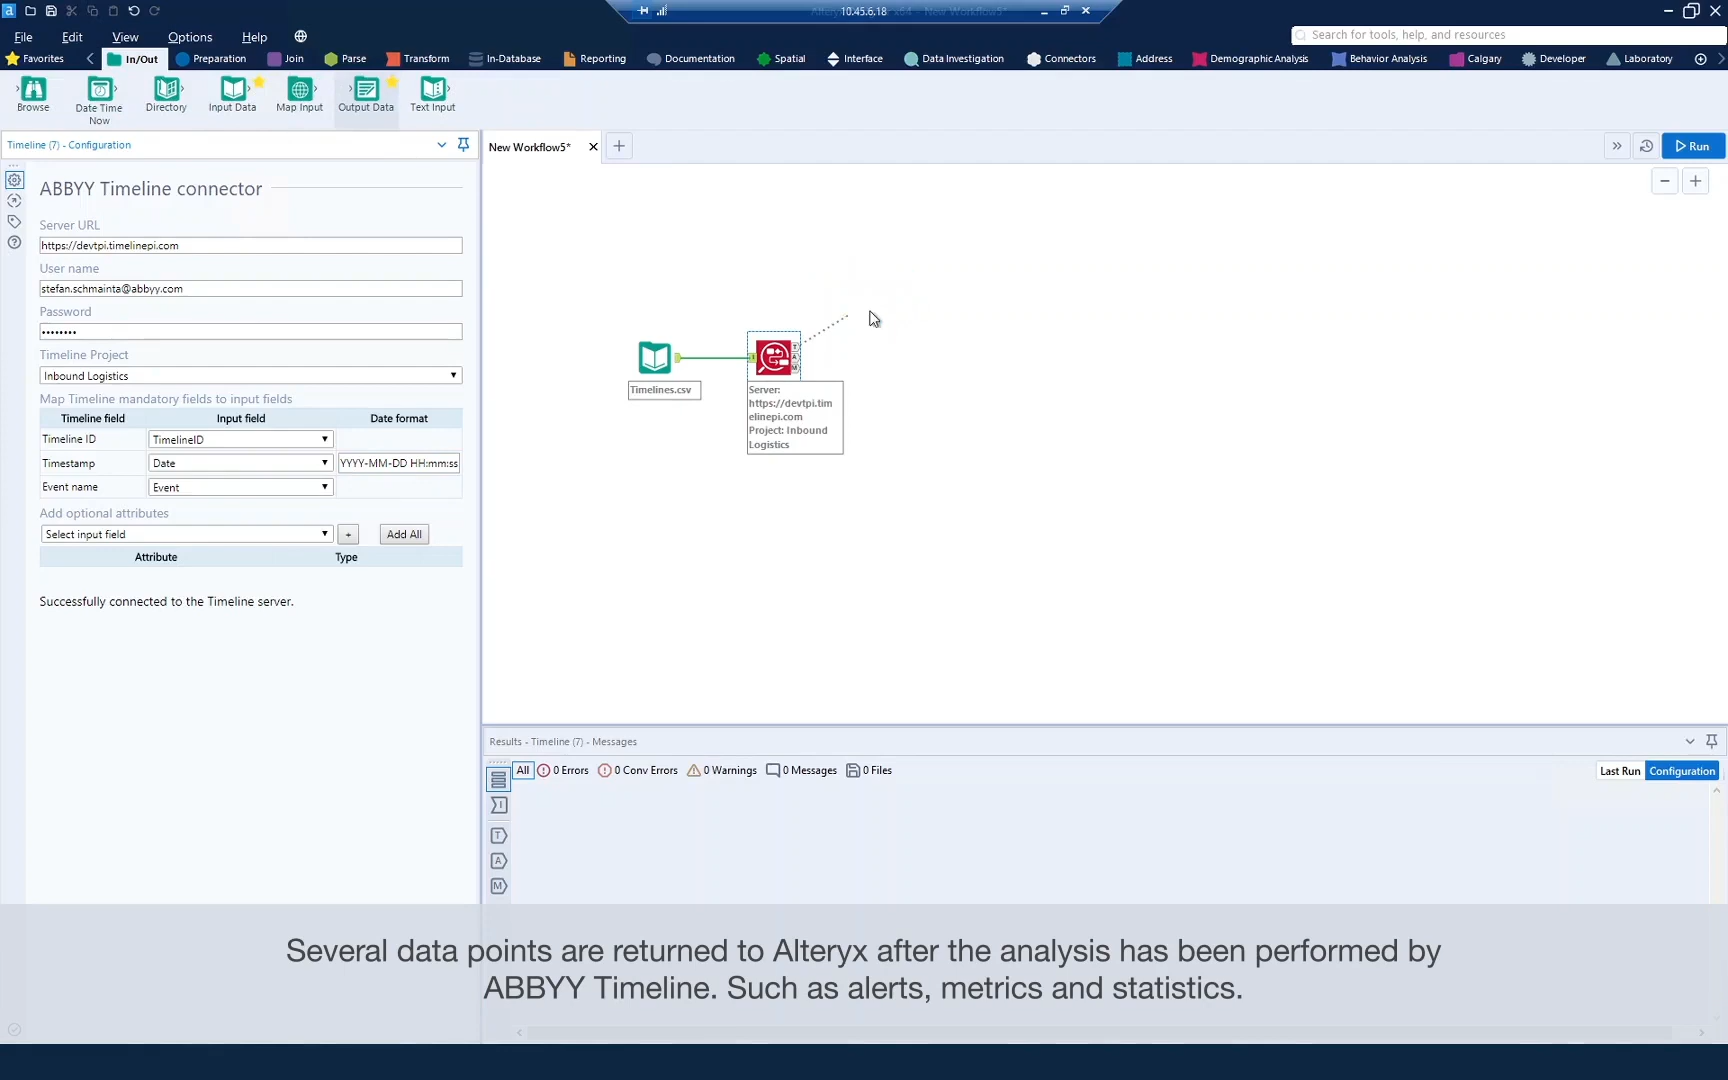 10.45.6.18
File Edit View Options Help
Search for tools, help, and resources
Favorites In/Out Preparation Join Parse Transform In-Database Reporting Documentation Spatial Interface Data Investigation Connectors Address Demographic Analysis Behavior Analysis Calgary Developer Laboratory
Browse Date Time Now Directory Input Data Map Input Output Data Text Input
Timeline (7) - Configuration
New Workflow5*
Run
ABBYY Timeline connector
Server URL
https://devtpi.timelinepi.com
User name
stefan.schmainta@abbyy.com
Password
••••••••
Timeline Project
Inbound Logistics
Map Timeline mandatory fields to input fields
Timeline field Input field Date format
Timeline ID TimelineID
Timestamp Date YYYY-MM-DD HH:mm:ss
Event name Event
Add optional attributes
Select input field + Add All
Attribute Type
Successfully connected to the Timeline server.
Timelines.csv
T
A
M
Server:
https://devtpi.tim
elinepi.com
Project: Inbound
Logistics
Results - Timeline (7) - Messages
All 0 Errors 0 Conv Errors 0 Warnings 0 Messages 0 Files
Last Run Configuration
T
A
M
Several data points are returned to Alteryx after the analysis has been performed by
ABBYY Timeline. Such as alerts, metrics and statistics.